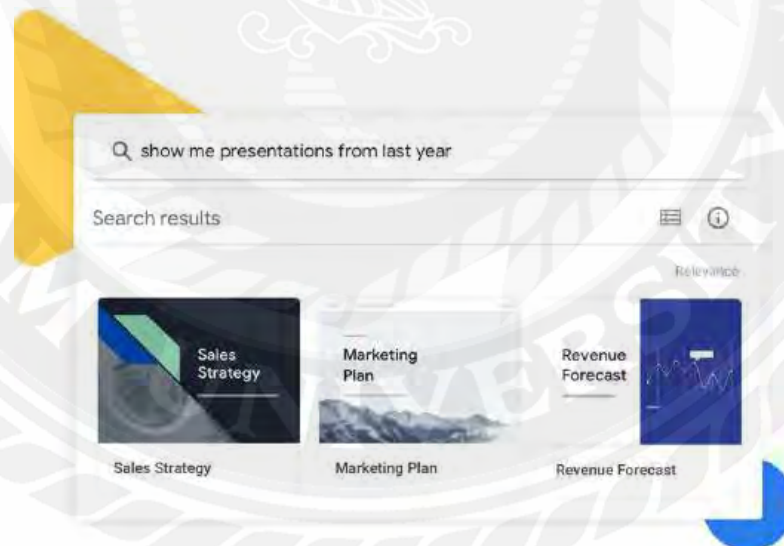 show me presentations from last year
Search results
Relevance
Sales
Strategy
Marketing
Plan
Revenue
Forecast
Sales Strategy
Marketing Plan
Revenue Forecast
UNIVERSITY